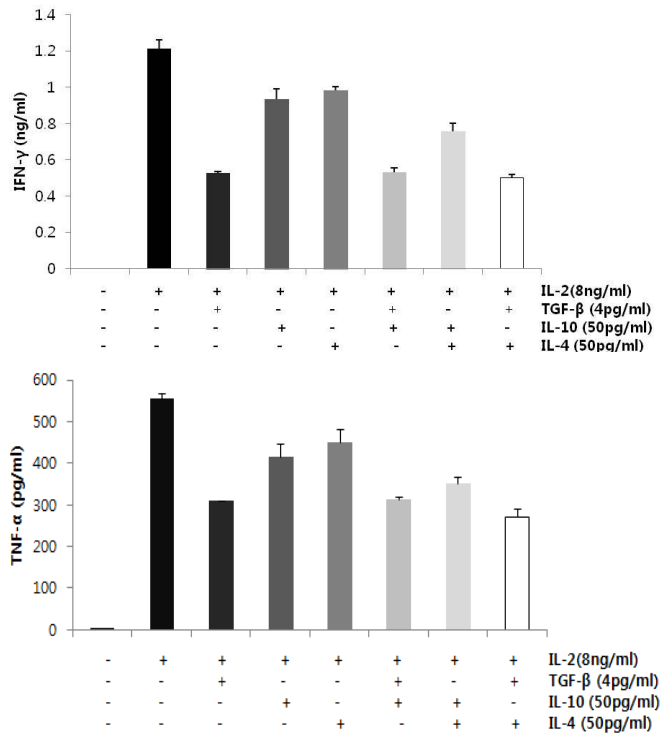 1.4
1.2
1
0.8
0.6
0.4
0.2
0
IFN-γ (ng/ml)
- + + + + + + + IL-2(8ng/ml)
- - + - - + - + TGF-β (4pg/ml)
- - - + - + + - IL-10 (50pg/ml)
- - - - + - + + IL-4 (50pg/ml)
600
500
400
300
200
100
0
TNF-α (pg/ml)
- + + + + + + + IL-2(8ng/ml)
- - + - - + - + TGF-β (4pg/ml)
- - - + - + + - IL-10 (50pg/ml)
- - - - + - + + IL-4 (50pg/ml)